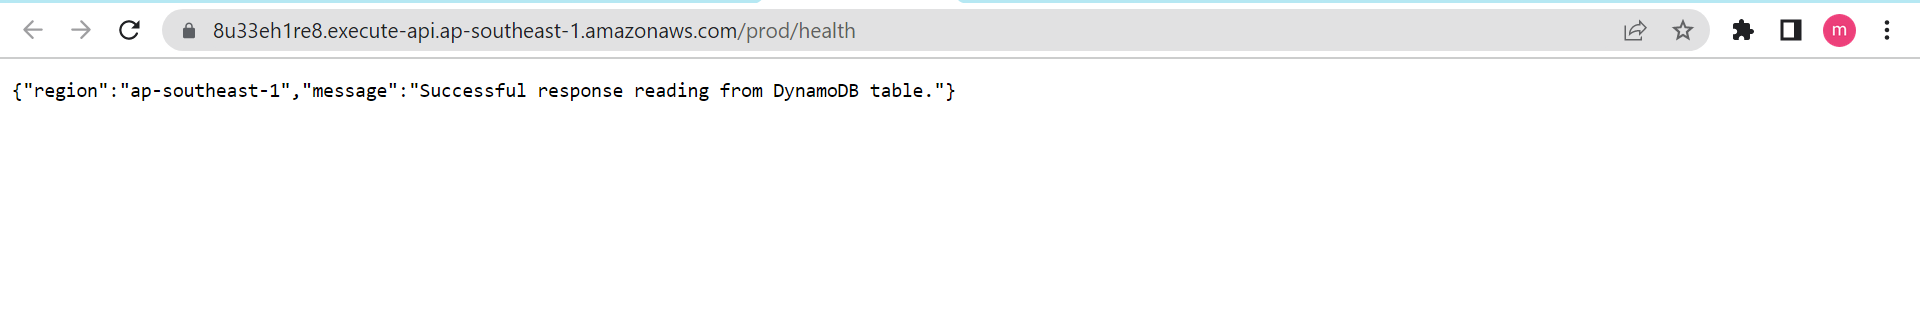 8u33eh1re8.execute-api.ap-southeast-1.amazonaws.com/prod/health
m
{"region":"ap-southeast-1","message":"Successful response reading from DynamoDB table."}